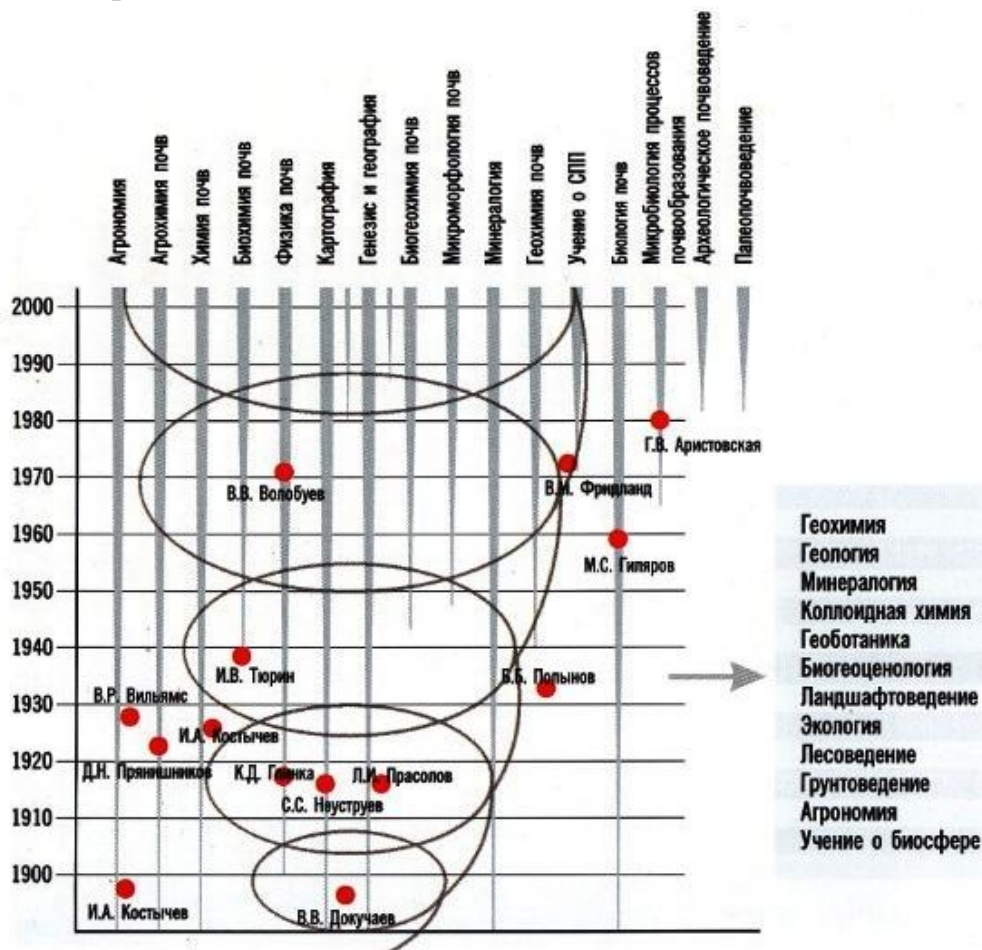 Агрономия
Агрохимия почв
Химия почв
Биохимия почв
Физика почв
Картография
Генезис и география
Биогеохимия почв
Микроморфология почв
Минералогия
Геохимия почв
Учение о СПП
Биология почв
Микробиология процессов
почвообразования
Археологическое почвоведение
Палеопочвоведение
2000
1990
1980
Г.В. Аристовская
1970
В.В. Волобуев
В.М. Фридланд
1960
М.С. Гиляров
1950
1940
И.В. Тюрин
Б.Б. Полынов
1930
В.Р. Вильямс
И.А. Костычев
1920
Д.Н. Прянишников
К.Д. Глинка
Л.И. Прасолов
С.С. Неуструев
1910
1900
И.А. Костычев
В.В. Докучаев
Геохимия
Геология
Минералогия
Коллоидная химия
Геоботаника
Биогеоценология
Ландшафтоведение
Экология
Лесоведение
Грунтоведение
Агрономия
Учение о биосфере